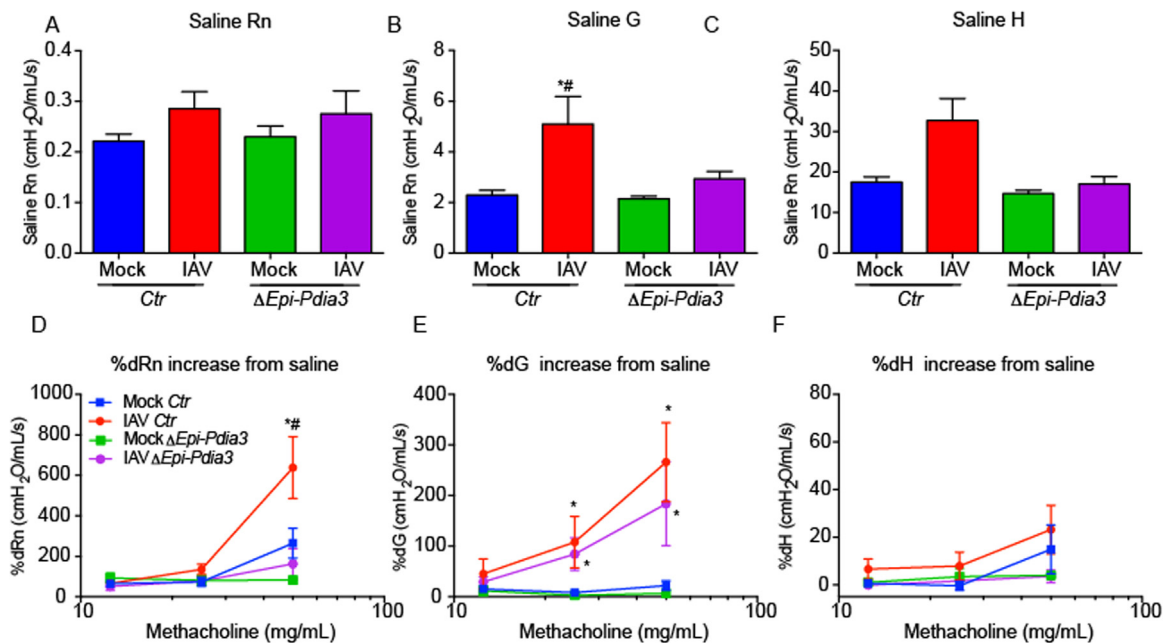 A
Saline Rn
Saline Rn (cmH2O/mL/s)
0.4
0.3
0.2
0.1
0.0
Mock IAV Mock IAV
Ctr ΔEpi-Pdia3
B
Saline G
Saline Rn (cmH2O/mL/s)
8
6
4
2
0
*#
Mock IAV Mock IAV
Ctr ΔEpi-Pdia3
C
Saline H
Saline Rn (cmH2O/mL/s)
50
40
30
20
10
0
Mock IAV Mock IAV
Ctr ΔEpi-Pdia3
D
%dRn increase from saline
%dRn (cmH2O/mL/s)
1000
800
600
400
200
0
Mock Ctr
IAV Ctr
Mock ΔEpi-Pdia3
IAV ΔEpi-Pdia3
*#
10 100
Methacholine (mg/mL)
E
%dG increase from saline
%dG (cmH2O/mL/s)
400
300
200
100
0
*
*
*
*
10 100
Methacholine (mg/mL)
F
%dH increase from saline
%dH (cmH2O/mL/s)
80
60
40
20
0
10 100
Methacholine (mg/mL)